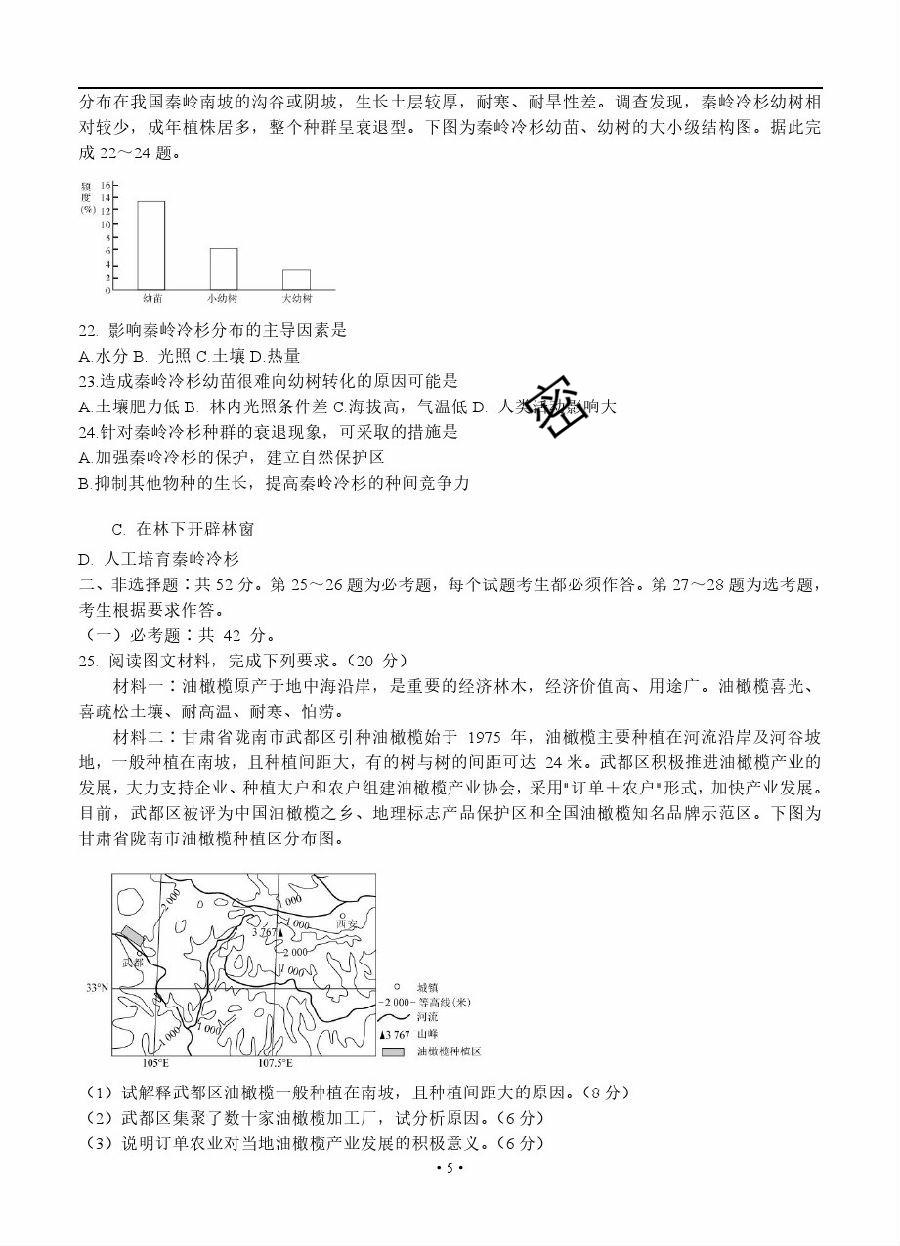 分布在我国秦岭南坡的沟谷或阴坡，生长土层较厚，耐寒、耐旱性差。调查发现，秦岭冷杉幼树相
对较少，成年植株居多，整个种群呈衰退型。下图为秦岭冷杉幼苗、幼树的大小级结构图。据此完
成 22～24 题。
频度(%)
16
14
12
10
8
6
4
2
0
幼苗 小幼树 大幼树
22. 影响秦岭冷杉分布的主导因素是
A.水分 B. 光照 C.土壤 D.热量
23.造成秦岭冷杉幼苗很难向幼树转化的原因可能是
A.土壤肥力低 B. 林内光照条件差 C.海拔高，气温低 D. 人类活动影响大
密
24.针对秦岭冷杉种群的衰退现象，可采取的措施是
A.加强秦岭冷杉的保护，建立自然保护区
B.抑制其他物种的生长，提高秦岭冷杉的种间竞争力
C. 在林下开辟林窗
D. 人工培育秦岭冷杉
二、非选择题：共 52 分。第 25～26 题为必考题，每个试题考生都必须作答。第 27～28 题为选考题，
考生根据要求作答。
（一）必考题：共 42 分。
25. 阅读图文材料，完成下列要求。（20 分）
材料一：油橄榄原产于地中海沿岸，是重要的经济林木，经济价值高、用途广。油橄榄喜光、
喜疏松土壤、耐高温、耐寒、怕涝。
材料二：甘肃省陇南市武都区引种油橄榄始于 1975 年，油橄榄主要种植在河流沿岸及河谷坡
地，一般种植在南坡，且种植间距大，有的树与树的间距可达 24 米。武都区积极推进油橄榄产业的
发展，大力支持企业、种植大户和农户组建油橄榄产业协会，采用"订单＋农户"形式，加快产业发展。
目前，武都区被评为中国油橄榄之乡、地理标志产品保护区和全国油橄榄知名品牌示范区。下图为
甘肃省陇南市油橄榄种植区分布图。
2 000
1 000
西安
1 000
3 767
2 000
武都
1 000
33°N
1 000
1 000
105°E 107.5°E
城镇
-2 000- 等高线(米)
河流
▲3 767 山峰
油橄榄种植区
（1）试解释武都区油橄榄一般种植在南坡，且种植间距大的原因。（8 分）
（2）武都区集聚了数十家油橄榄加工厂，试分析原因。（6 分）
（3）说明订单农业对当地油橄榄产业发展的积极意义。（6 分）
• 5 •